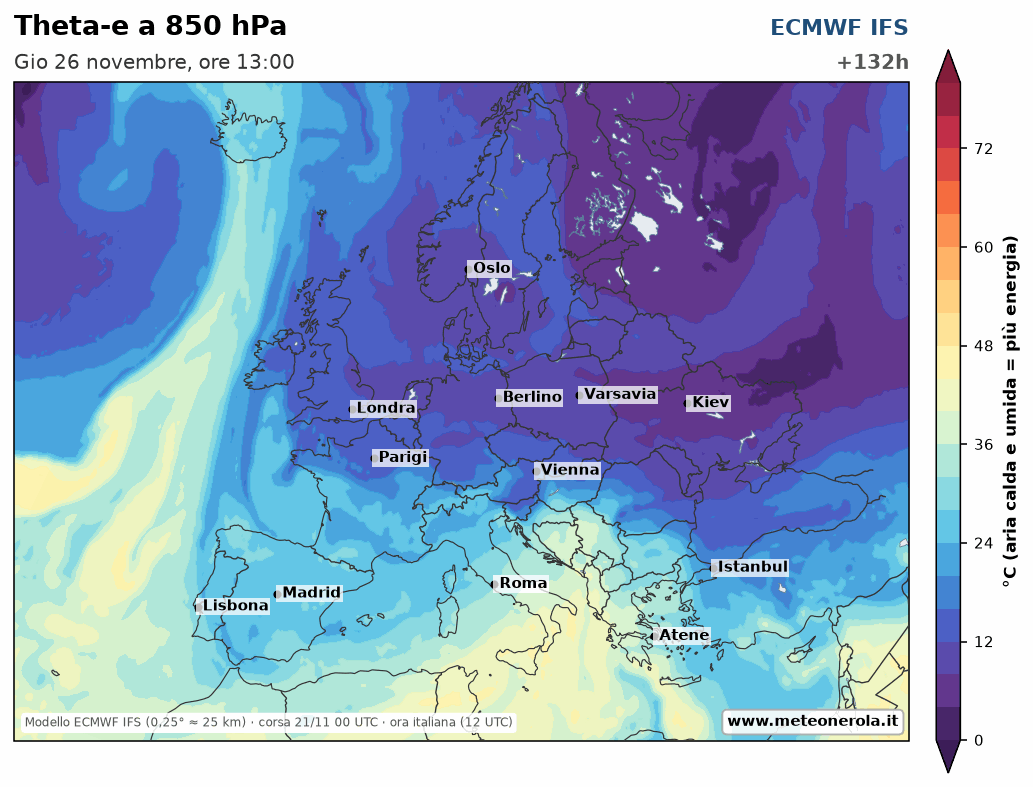 Theta-e a 850 hPa
ECMWF IFS
Gio 26 novembre, ore 13:00
+132h
72
60
48
36
24
12
0
°C (aria calda e umida = più energia)
Oslo
Berlino
Varsavia
Kiev
Londra
Parigi
Vienna
Istanbul
Roma
Madrid
Lisbona
Atene
Modello ECMWF IFS (0,25° ≈ 25 km) · corsa 21/11 00 UTC · ora italiana (12 UTC)
www.meteonerola.it